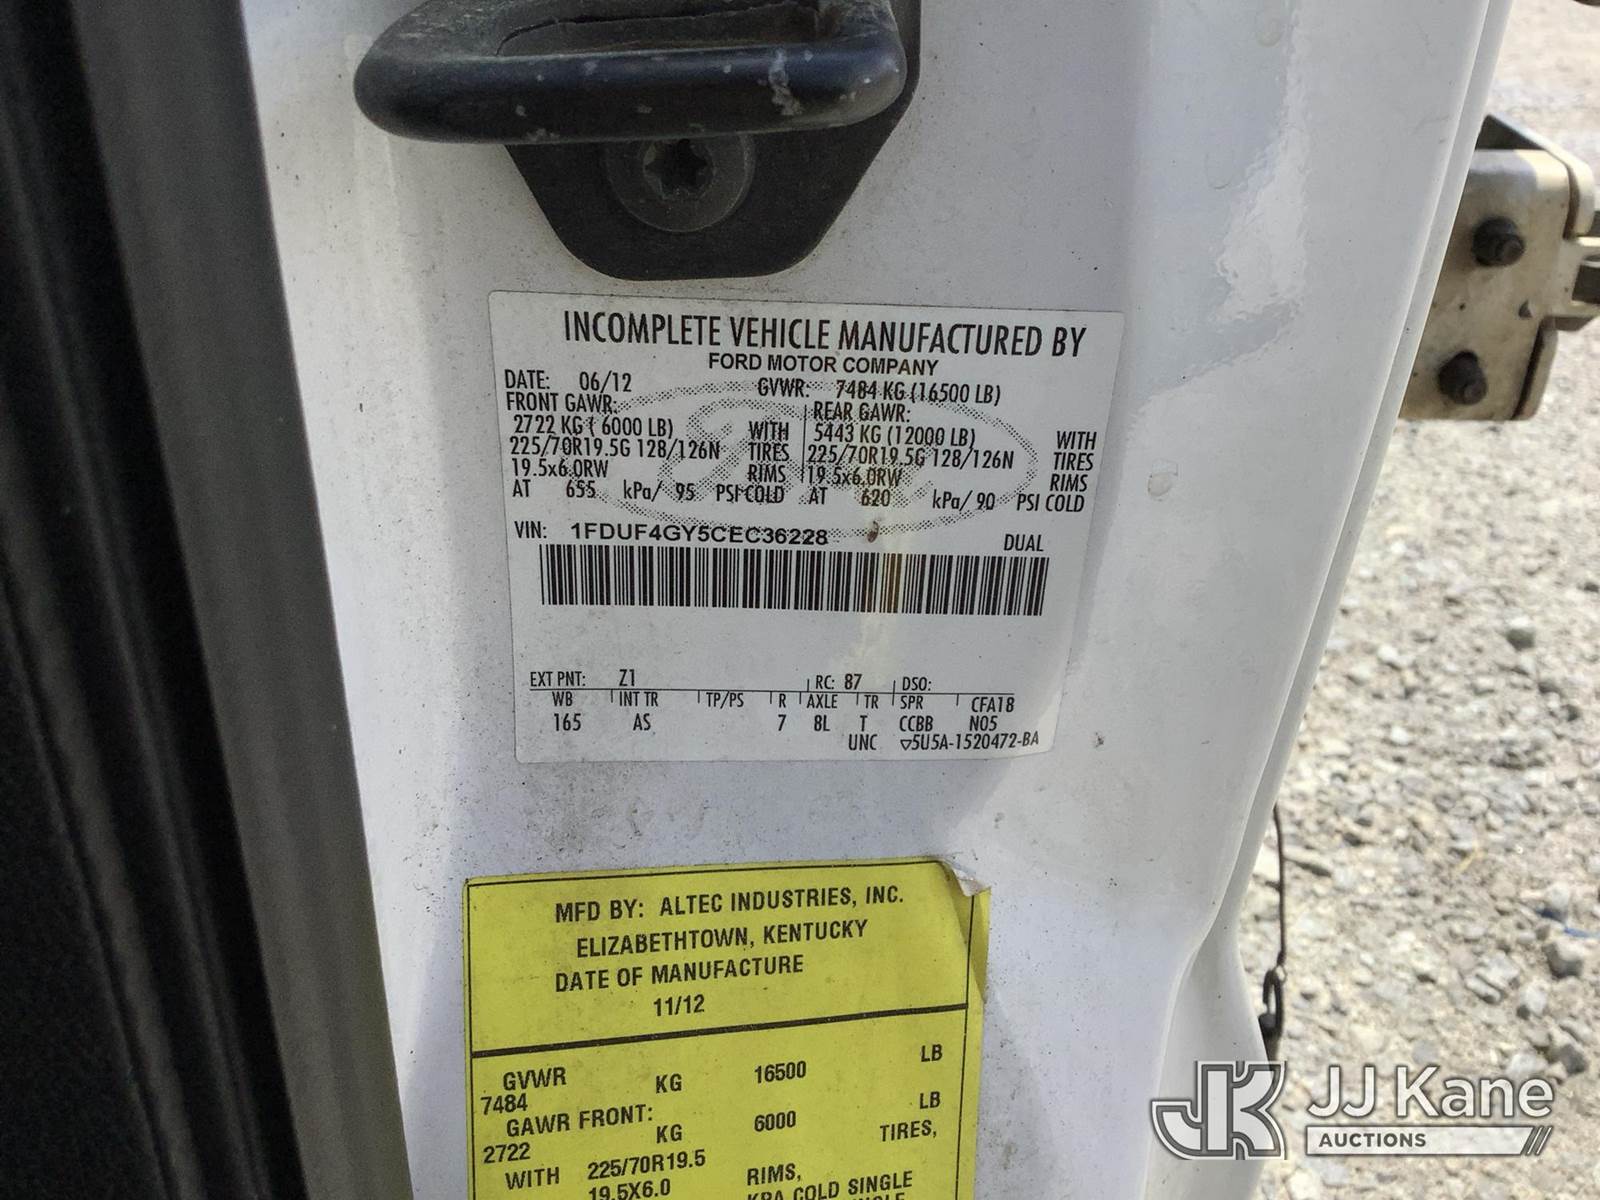 INCOMPLETE VEHICLE MANUFACTURED BY
FORD MOTOR COMPANY
DATE: 06/12 GVWR: 7484 KG (16500 LB)
FRONT GAWR: REAR GAWR:
2722 KG ( 6000 LB) WITH 5443 KG (12000 LB) WITH
225/70R19.5G 128/126N TIRES 225/70R19.5G 128/126N TIRES
19.5x6.0RW RIMS 19.5x6.0RW RIMS
AT 655 kPa/ 95 PSI COLD AT 620 kPa/ 90 PSI COLD
VIN: 1FDUF4GY5CEC36228 DUAL
EXT PNT: Z1 RC: 87 DSO:
WB INT TR TP/PS R AXLE TR SPR CFA18
165 AS 7 8L T CCBB N05
UNC ▽5U5A-1520472-BA
MFD BY: ALTEC INDUSTRIES, INC.
ELIZABETHTOWN, KENTUCKY
DATE OF MANUFACTURE
11/12
GVWR KG 16500 LB
7484
GAWR FRONT: 6000 LB
2722 KG TIRES,
WITH 225/70R19.5 RIMS,
19.5X6.0 KPA COLD SINGLE
JK JJ Kane
AUCTIONS